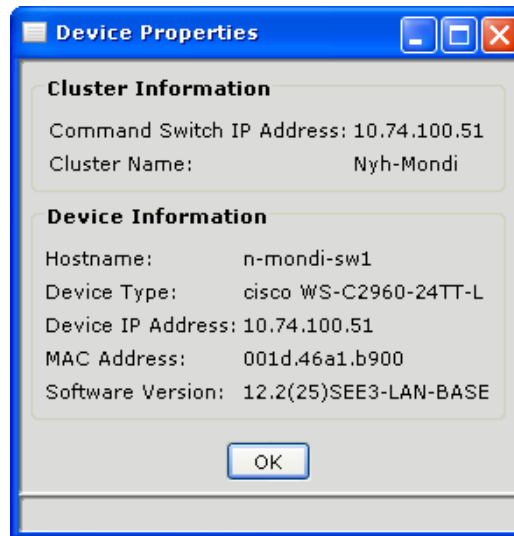 Device Properties
Cluster Information
Command Switch IP Address: 10.74.100.51
Cluster Name: Nyh-Mondi
Device Information
Hostname: n-mondi-sw1
Device Type: cisco WS-C2960-24TT-L
Device IP Address: 10.74.100.51
MAC Address: 001d.46a1.b900
Software Version: 12.2(25)SEE3-LAN-BASE
OK